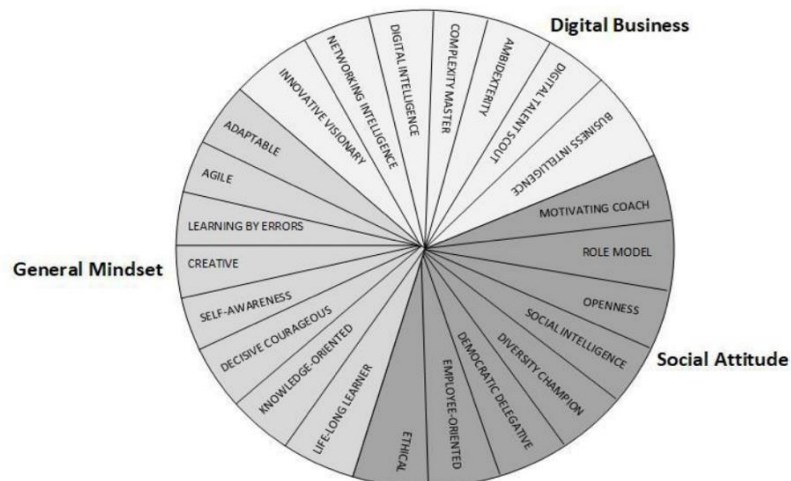 Digital Business
INNOVATIVE VISIONARY
NETWORKING INTELLIGENCE
DIGITAL INTELLIGENCE
COMPLEXITY MASTER
AMBIDEXTERITY
DIGITAL TALENT SCOUT
BUSINESS INTELLIGENCE
MOTIVATING COACH
ROLE MODEL
OPENNESS
SOCIAL INTELLIGENCE
DIVERSITY CHAMPION
DEMOCRATIC DELEGATIVE
EMPLOYEE-ORIENTED
ETHICAL
Social Attitude
LIFE-LONG LEARNER
KNOWLEDGE-ORIENTED
DECISIVE COURAGEOUS
SELF-AWARENESS
CREATIVE
LEARNING BY ERRORS
AGILE
ADAPTABLE
General Mindset